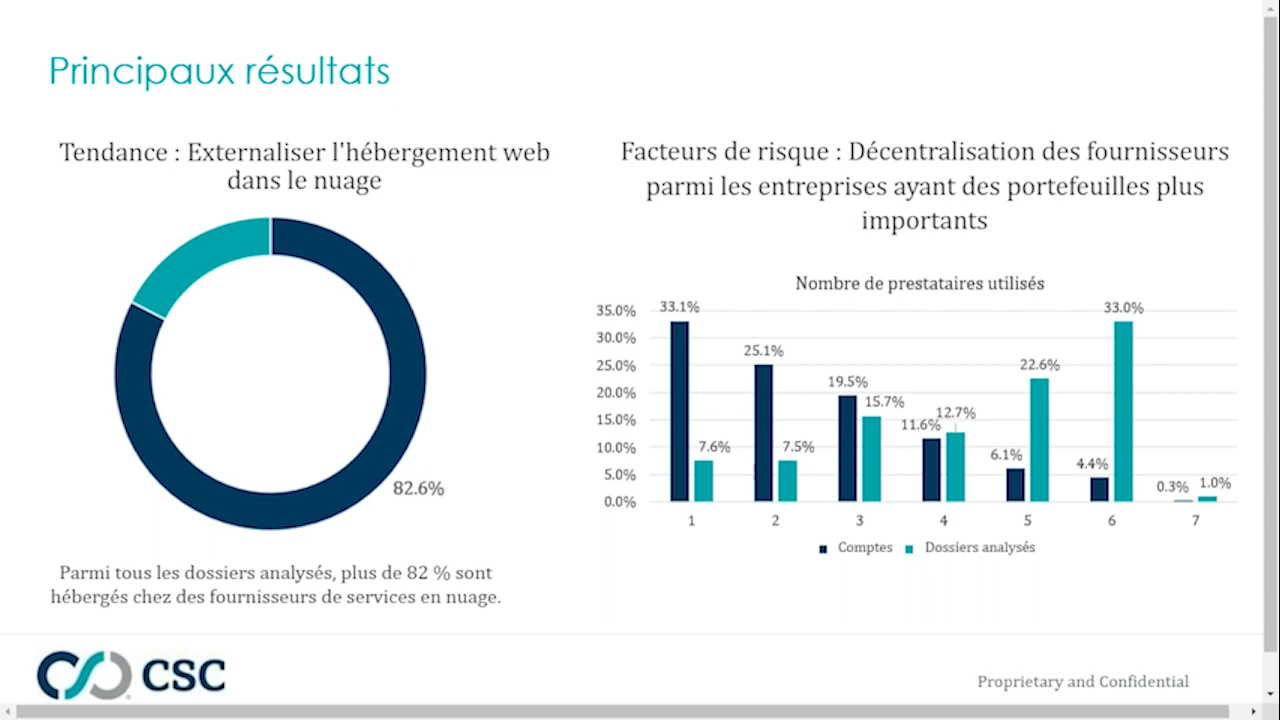 Principaux résultats
Tendance : Externaliser l'hébergement web
dans le nuage
82.6%
Parmi tous les dossiers analysés, plus de 82 % sont
hébergés chez des fournisseurs de services en nuage.
Facteurs de risque : Décentralisation des fournisseurs
parmi les entreprises ayant des portefeuilles plus
importants
Nombre de prestataires utilisés
35.0%
30.0%
25.0%
20.0%
15.0%
10.0%
5.0%
0.0%
33.1%
7.6%
25.1%
7.5%
19.5%
15.7%
11.6%
12.7%
6.1%
22.6%
4.4%
33.0%
0.3%
1.0%
1 2 3 4 5 6 7
Comptes Dossiers analysés
CSC
Proprietary and Confidential